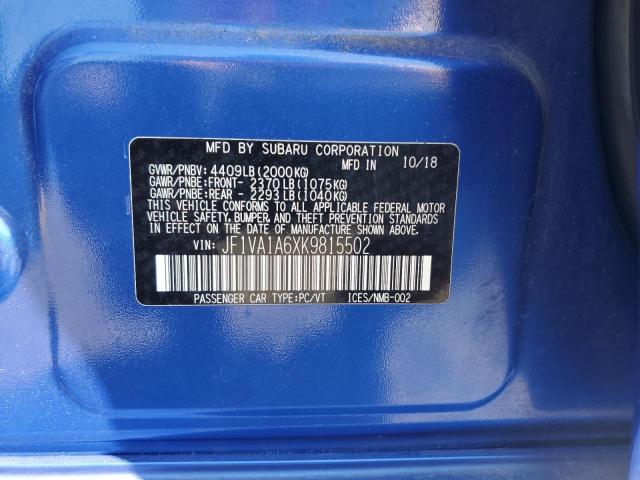 MFD BY SUBARU CORPORATION
MFD IN 10/18
GVWR/PNBV: 4409LB(2000KG)
GAWR/PNBE:FRONT- 2370LB(1075KG)
GAWR/PNBE:REAR - 2293LB(1040KG)
THIS VEHICLE CONFORMS TO ALL APPLICABLE FEDERAL MOTOR
VEHICLE SAFETY, BUMPER, AND THEFT PREVENTION STANDARDS
IN EFFECT ON THE DATE OF MANUFACTURE SHOWN ABOVE.
VIN: JF1VA1A6XK9815502
PASSENGER CAR TYPE:PC/VT ICES/NMB-002